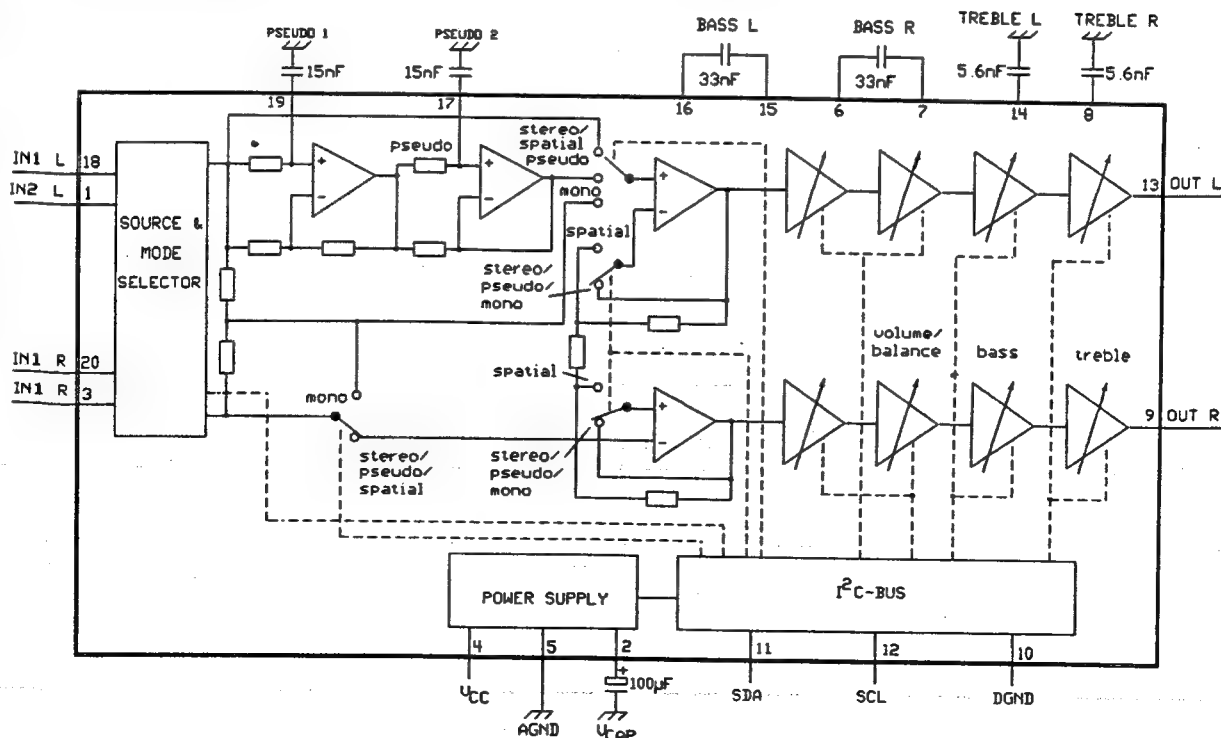 PSEUDO 1
PSEUDO 2
BASS L
BASS R
TREBLE L
TREBLE R
15nF
15nF
33nF
33nF
5.6nF
5.6nF
19
17
16
15
6
7
14
8
IN1 L
18
IN2 L
1
SOURCE &
MODE
SELECTOR
IN1 R
20
IN1 R
3
+
-
pseudo
+
-
stereo/
spatial
pseudo
mono
spatial
stereo/
pseudo/
mono
+
-
13
OUT L
volume/
balance
bass
treble
mono
stereo/
pseudo/
spatial
spatial
stereo/
pseudo/
mono
+
-
9
OUT R
POWER SUPPLY
I²C-BUS
4
5
2
11
12
10
VCC
AGND
+
100µF
VCAP
SDA
SCL
DGND